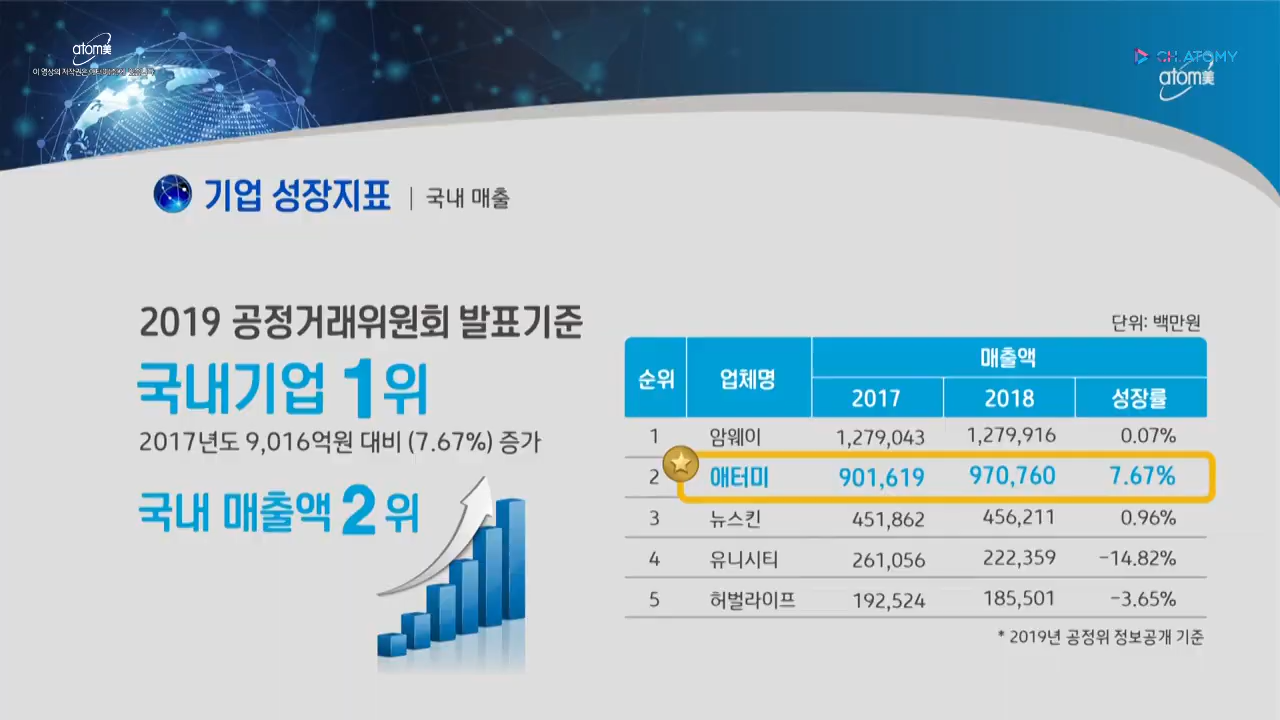 atom美
CH.ATOMY
atom美
기업 성장지표 | 국내 매출
2019 공정거래위원회 발표기준
국내기업 1위
2017년도 9,016억원 대비 (7.67%) 증가
국내 매출액 2위
단위: 백만원
순위 업체명 매출액
2017 2018 성장률
1 암웨이 1,279,043 1,279,916 0.07%
2 애터미 901,619 970,760 7.67%
3 뉴스킨 451,862 456,211 0.96%
4 유니시티 261,056 222,359 -14.82%
5 허벌라이프 192,524 185,501 -3.65%
* 2019년 공정위 정보공개 기준